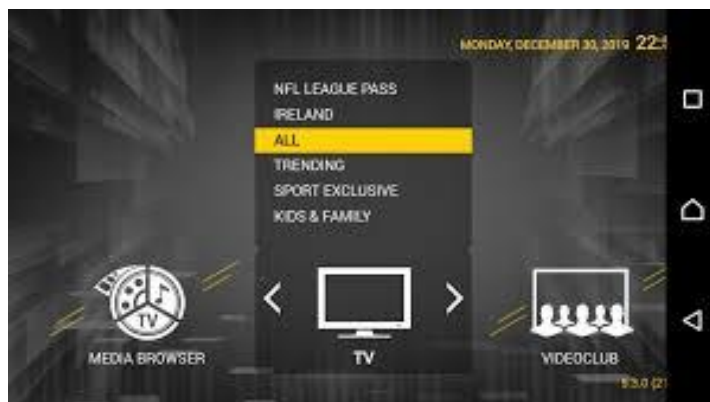 MONDAY, DECEMBER 30, 2019
NFL LEAGUE PASS
IRELAND
ALL
TRENDING
SPORT EXCLUSIVE
KIDS & FAMILY
TV
MEDIA BROWSER
TV
VIDEOCLUB